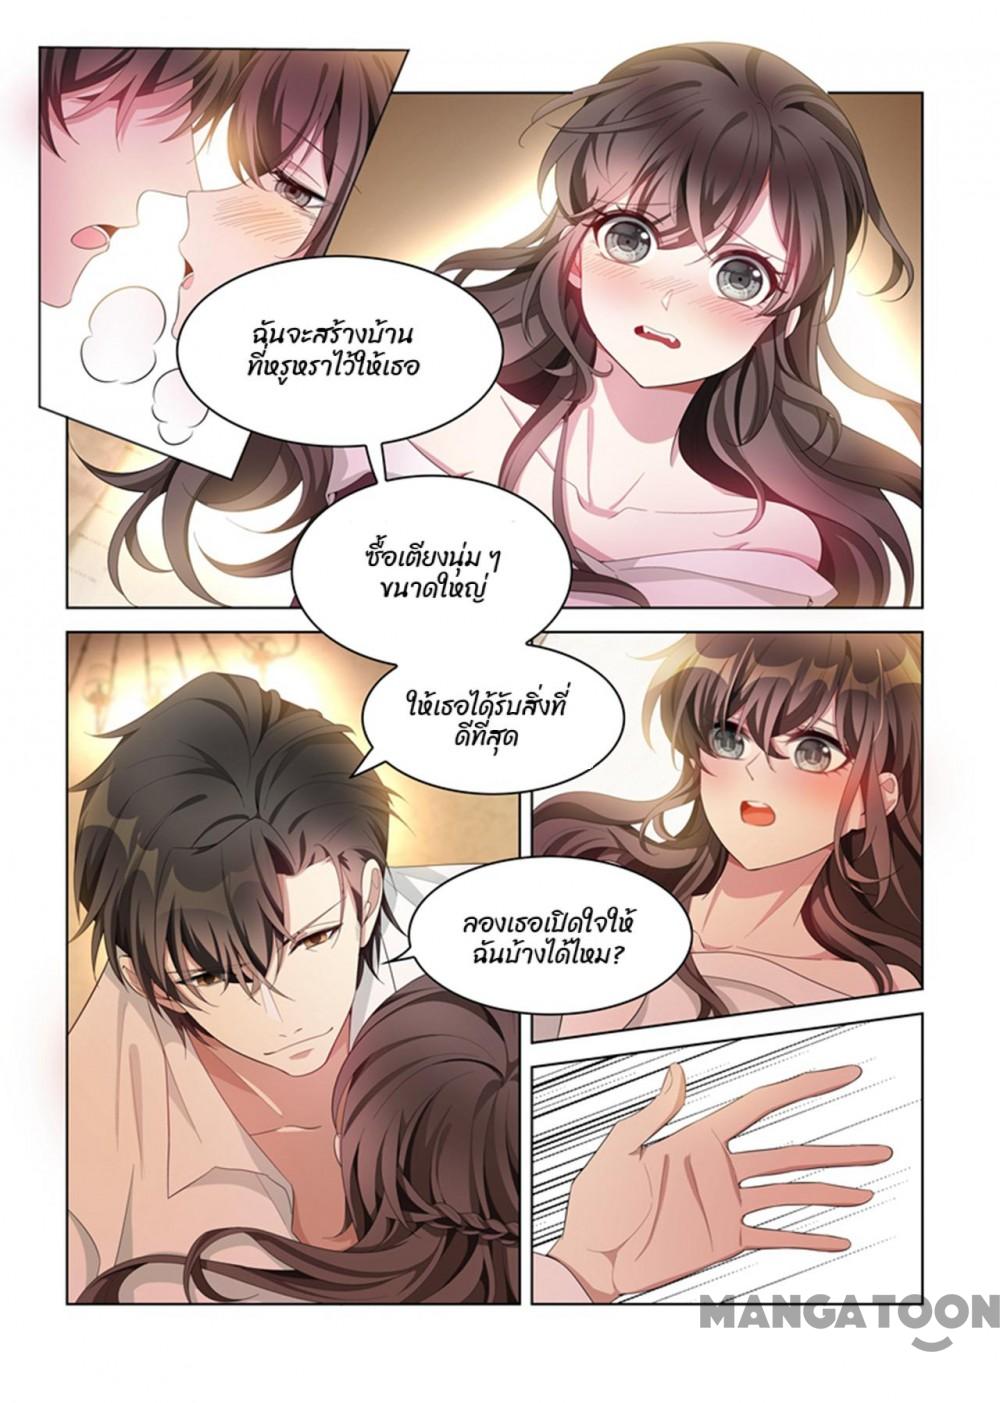 ฉันจะสร้างบ้าน
ที่หรูหราไว้ให้เธอ
ซื้อเตียงนุ่ม ๆ
ขนาดใหญ่
ให้เธอได้รับสิ่งที่
ดีที่สุด
ลองเธอเปิดใจให้
ฉันบ้างได้ไหม?
MANGATOON